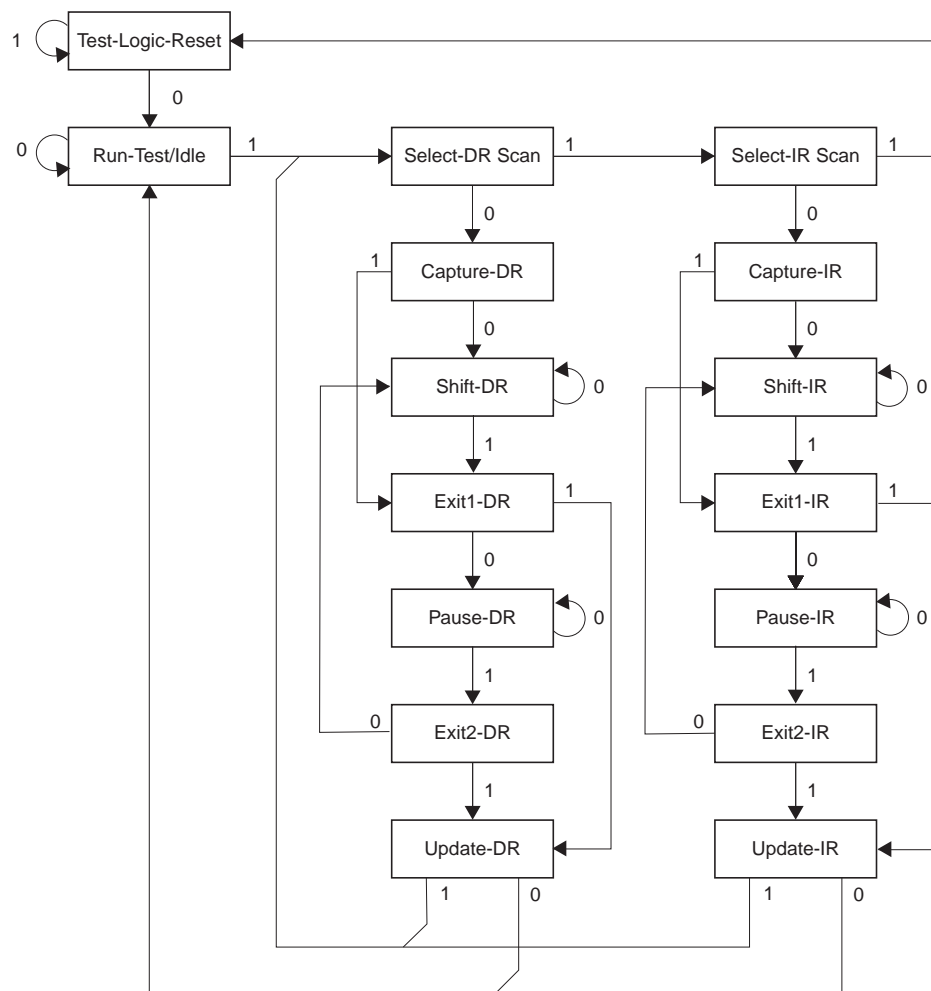 Test-Logic-Reset
1
0
Run-Test/Idle
0
1
Select-DR Scan
1
Select-IR Scan
1
0
0
1
Capture-DR
1
Capture-IR
0
0
Shift-DR
0
Shift-IR
0
1
1
Exit1-DR
1
Exit1-IR
1
0
0
Pause-DR
0
Pause-IR
0
1
1
0
Exit2-DR
0
Exit2-IR
1
1
Update-DR
Update-IR
1
0
1
0